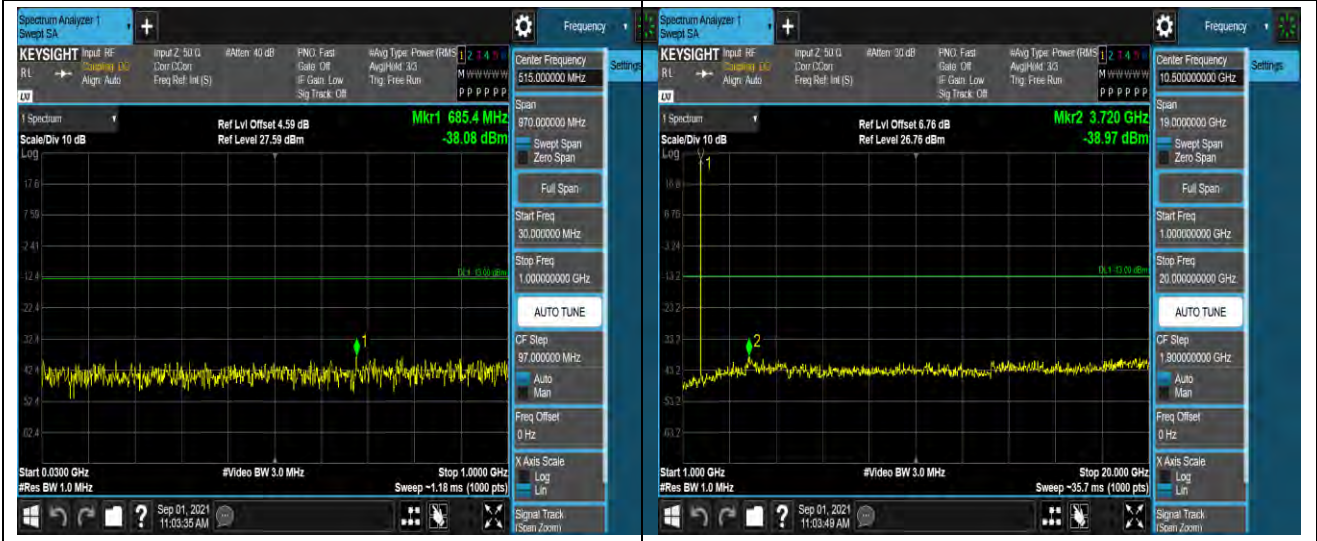 Spectrum Analyzer 1
Swept SA
Frequency
KEYSIGHT
Input: RF
Coupling: DC
Align: Auto
Input Z: 50 Ω
Corr CCorr
Freq Ref: Int (S)
#Atten: 40 dB
PNO: Fast
Gate: Off
IF Gain: Low
Sig Track: Off
#Avg Type: Power (RMS
Avg|Hold: 3/3
Trig: Free Run
1 2 3 4 5 6
M W W W W W
P P P P P P
RL
LXI
1 Spectrum
Scale/Div 10 dB
Log
Ref Lvl Offset 4.59 dB
Ref Level 27.59 dBm
Mkr1 685.4 MHz
-38.08 dBm
17.6
7.59
-2.41
-12.4
-22.4
-32.4
-42.4
-52.4
-62.4
DL1 -13.00 dBm
1
Start 0.0300 GHz
#Res BW 1.0 MHz
#Video BW 3.0 MHz
Stop 1.0000 GHz
Sweep ~1.18 ms (1000 pts)
Sep 01, 2021
11:03:35 AM
Center Frequency
515.000000 MHz
Settings
Span
970.000000 MHz
Swept Span
Zero Span
Full Span
Start Freq
30.000000 MHz
Stop Freq
1.000000000 GHz
AUTO TUNE
CF Step
97.000000 MHz
Auto
Man
Freq Offset
0 Hz
X Axis Scale
Log
Lin
Signal Track
(Span Zoom)
Spectrum Analyzer 1
Swept SA
Frequency
KEYSIGHT
Input: RF
Coupling: DC
Align: Auto
Input Z: 50 Ω
Corr CCorr
Freq Ref: Int (S)
#Atten: 30 dB
PNO: Fast
Gate: Off
IF Gain: Low
Sig Track: Off
#Avg Type: Power (RMS
Avg|Hold: 3/3
Trig: Free Run
1 2 3 4 5 6
M W W W W W
P P P P P P
RL
LXI
1 Spectrum
Scale/Div 10 dB
Log
Ref Lvl Offset 6.76 dB
Ref Level 26.76 dBm
Mkr2 3.720 GHz
-38.97 dBm
1
16.8
6.76
-3.24
-13.2
-23.2
-33.2
-43.2
-53.2
-63.2
DL1 -13.00 dBm
2
Start 1.000 GHz
#Res BW 1.0 MHz
#Video BW 3.0 MHz
Stop 20.000 GHz
Sweep ~35.7 ms (1000 pts)
Sep 01, 2021
11:03:49 AM
Center Frequency
10.500000000 GHz
Settings
Span
19.0000000 GHz
Swept Span
Zero Span
Full Span
Start Freq
1.000000000 GHz
Stop Freq
20.000000000 GHz
AUTO TUNE
CF Step
1.900000000 GHz
Auto
Man
Freq Offset
0 Hz
X Axis Scale
Log
Lin
Signal Track
(Span Zoom)